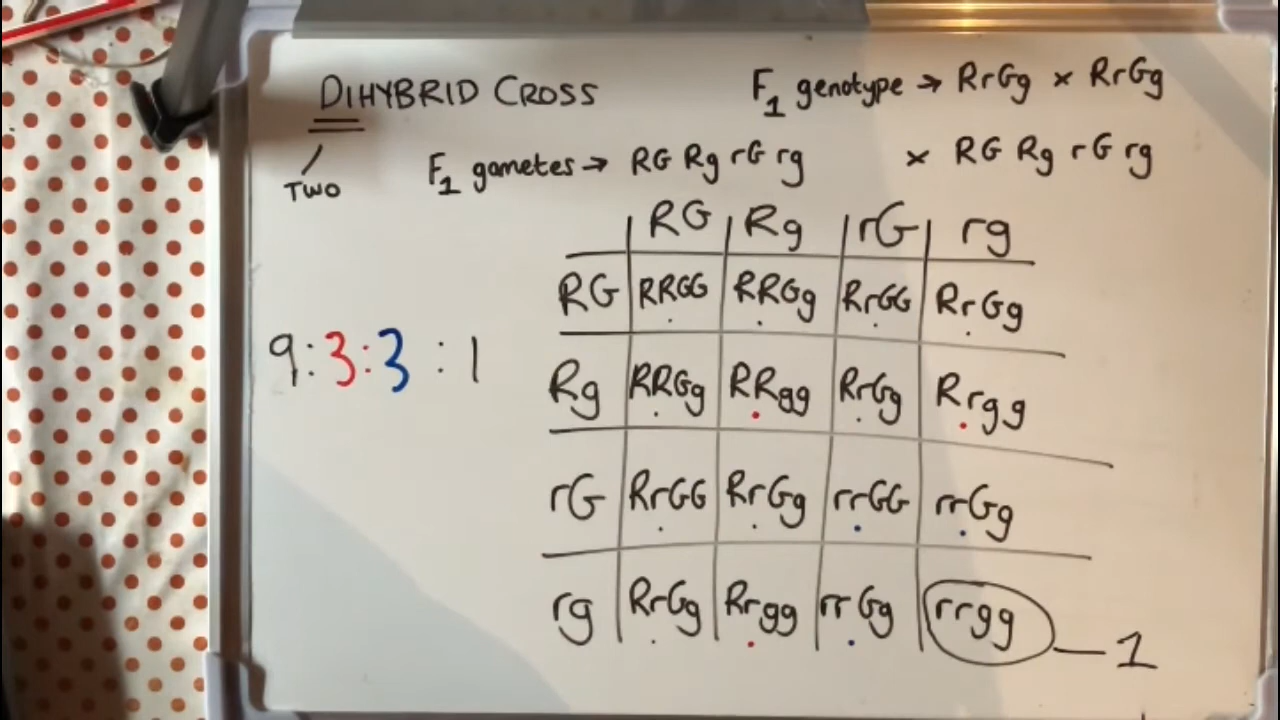 DIHYBRID CROSS
TWO
F1 genotype → RrGg × RrGg
F1 gametes → RG Rg rG rg × RG Rg rG rg
RG Rg rG rg
RG RRGG RRGg RrGG RrGg
Rg RRGg RRgg RrGg Rrgg
rG RrGG RrGg rrGG rrGg
rg RrGg Rrgg rrGg rrgg — 1
9:3:3:1